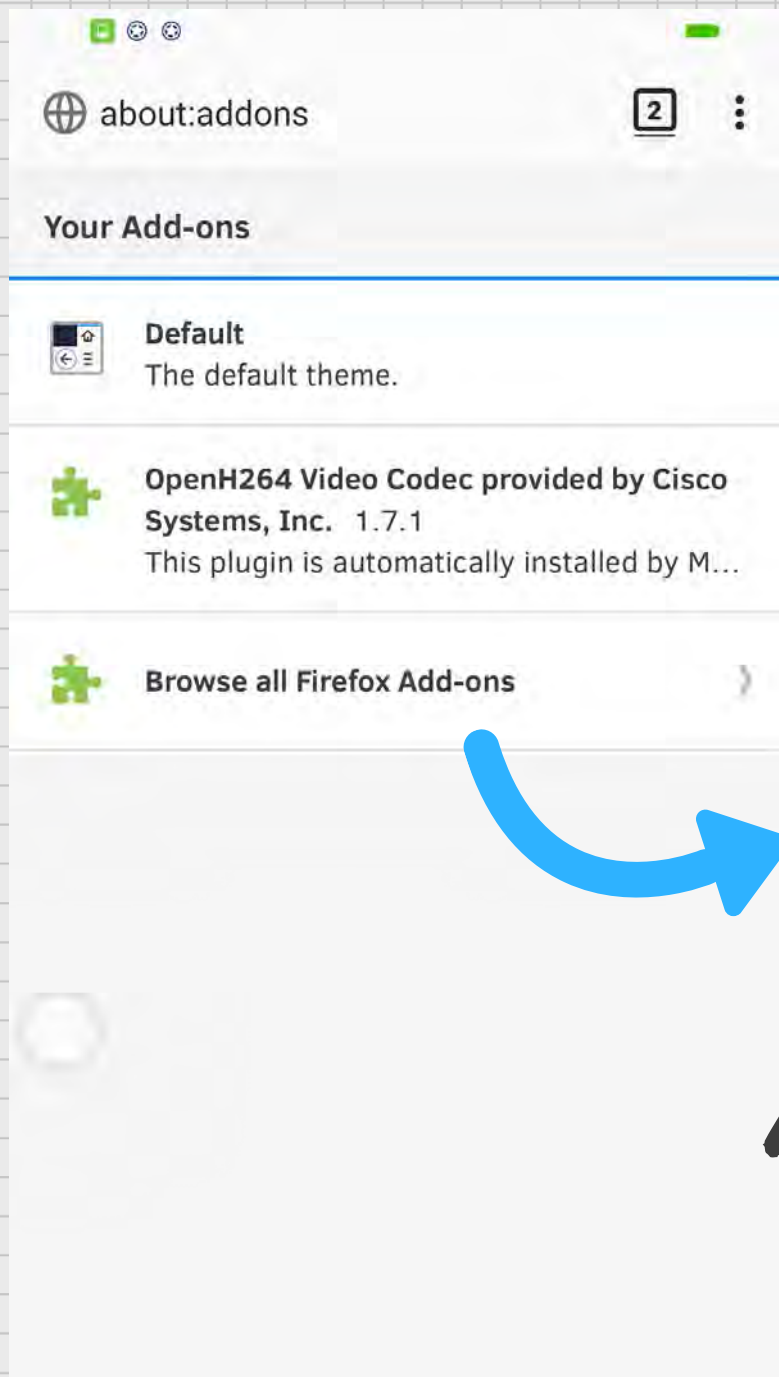 about:addons
2
Your Add-ons
Default
The default theme.
OpenH264 Video Codec provided by Cisco
Systems, Inc. 1.7.1
This plugin is automatically installed by M...
Browse all Firefox Add-ons